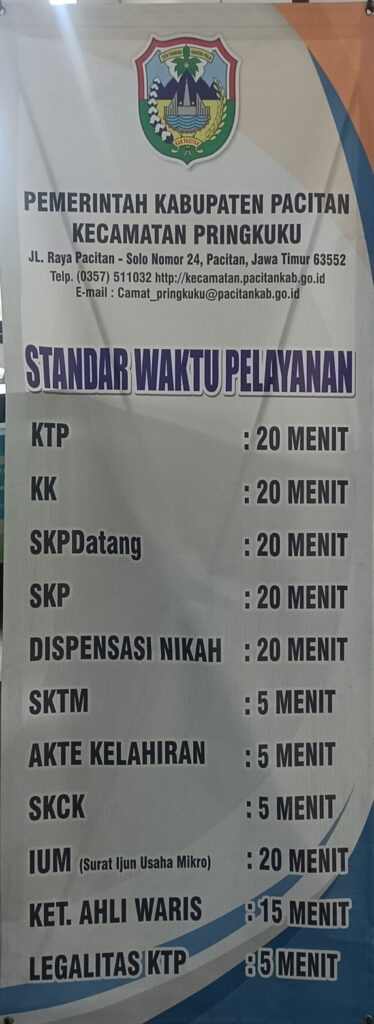 KAB PACITAN
PEMERINTAH KABUPATEN PACITAN
KECAMATAN PRINGKUKU
JL. Raya Pacitan - Solo Nomor 24, Pacitan, Jawa Timur 63552
Telp. (0357) 511032 http://kecamatan.pacitankab.go.id
E-mail : Camat_pringkuku@pacitankab.go.id
STANDAR WAKTU PELAYANAN
KTP : 20 MENIT
KK : 20 MENIT
SKPDatang : 20 MENIT
SKP : 20 MENIT
DISPENSASI NIKAH : 20 MENIT
SKTM : 5 MENIT
AKTE KELAHIRAN : 5 MENIT
SKCK : 5 MENIT
IUM (Surat Ijun Usaha Mikro) : 20 MENIT
KET. AHLI WARIS : 15 MENIT
LEGALITAS KTP : 5 MENIT